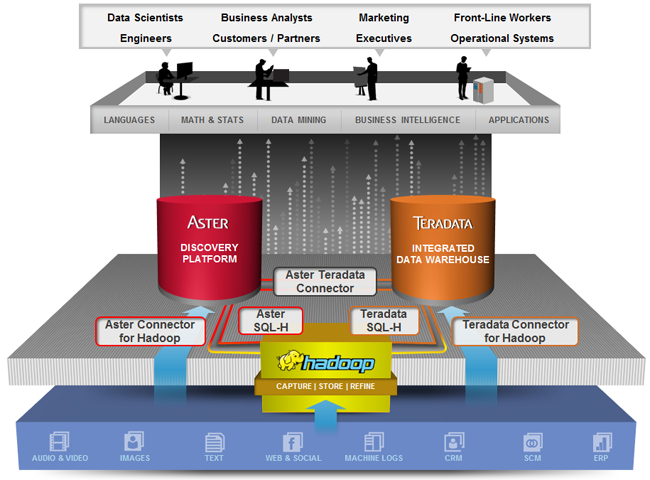 Data Scientists Business Analysts Marketing Front-Line Workers
Engineers Customers / Partners Executives Operational Systems
LANGUAGES MATH & STATS DATA MINING BUSINESS INTELLIGENCE APPLICATIONS
ASTER
DISCOVERY
PLATFORM
TERADATA
INTEGRATED
DATA WAREHOUSE
Aster Teradata
Connector
Aster Connector
for Hadoop
Aster
SQL-H
Teradata
SQL-H
Teradata Connector
for Hadoop
hadoop
CAPTURE | STORE | REFINE
AUDIO & VIDEO IMAGES TEXT WEB & SOCIAL MACHINE LOGS CRM SCM ERP